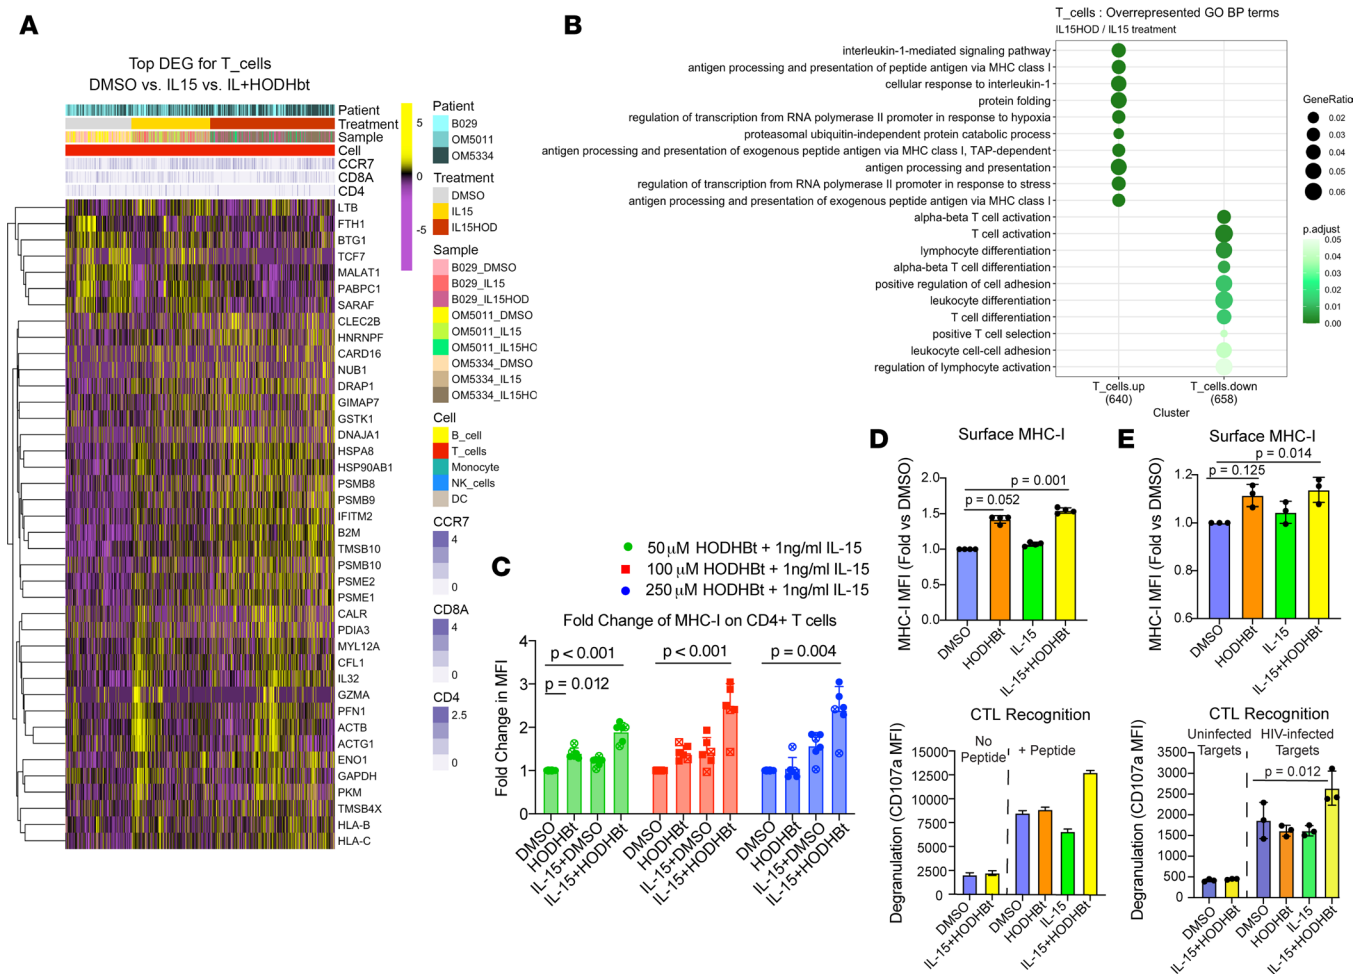 A
Top DEG for T_cells
DMSO vs. IL15 vs. IL+HODHbt
Patient
Treatment
Sample
Cell
CCR7
CD8A
CD4
LTB
FTH1
BTG1
TCF7
MALAT1
PABPC1
SARAF
CLEC2B
HNRNPF
CARD16
NUB1
DRAP1
GIMAP7
GSTK1
DNAJA1
HSPA8
HSP90AB1
PSMB8
PSMB9
IFITM2
B2M
TMSB10
PSMB10
PSME2
PSME1
CALR
PDIA3
MYL12A
CFL1
IL32
GZMA
PFN1
ACTB
ACTG1
ENO1
GAPDH
PKM
TMSB4X
HLA-B
HLA-C
5
0
-5
Patient
B029
OM5011
OM5334
Treatment
DMSO
IL15
IL15HOD
Sample
B029_DMSO
B029_IL15
B029_IL15HOD
OM5011_DMSO
OM5011_IL15
OM5011_IL15HC
OM5334_DMSO
OM5334_IL15
OM5334_IL15HC
Cell
B_cell
T_cells
Monocyte
NK_cells
DC
CCR7
4
0
CD8A
4
0
CD4
2.5
0
B
T_cells : Overrepresented GO BP terms
IL15HOD / IL15 treatment
interleukin-1-mediated signaling pathway
antigen processing and presentation of peptide antigen via MHC class I
cellular response to interleukin-1
protein folding
regulation of transcription from RNA polymerase II promoter in response to hypoxia
proteasomal ubiquitin-independent protein catabolic process
antigen processing and presentation of exogenous peptide antigen via MHC class I, TAP-dependent
antigen processing and presentation
regulation of transcription from RNA polymerase II promoter in response to stress
antigen processing and presentation of exogenous peptide antigen via MHC class I
alpha-beta T cell activation
T cell activation
lymphocyte differentiation
alpha-beta T cell differentiation
positive regulation of cell adhesion
leukocyte differentiation
T cell differentiation
positive T cell selection
leukocyte cell-cell adhesion
regulation of lymphocyte activation
T_cells.up
(640)
T_cells.down
(658)
Cluster
GeneRatio
0.02
0.03
0.04
0.05
0.06
p.adjust
0.05
0.04
0.03
0.02
0.01
0.00
C
50 μM HODHBt + 1ng/ml IL-15
100 μM HODHBt + 1ng/ml IL-15
250 μM HODHBt + 1ng/ml IL-15
Fold Change of MHC-I on CD4+ T cells
Fold Change in MFI
4
3
2
1
0
p < 0.001
p = 0.012
p < 0.001
p = 0.004
DMSO
HODHBt
IL-15+DMSO
IL-15+HODHBt
DMSO
HODHBt
IL-15+DMSO
IL-15+HODHBt
DMSO
HODHBt
IL-15+DMSO
IL-15+HODHBt
D
Surface MHC-I
MHC-I MFI (Fold vs DMSO)
2.0
1.5
1.0
0.5
0.0
p = 0.001
p = 0.052
DMSO
HODHBt
IL-15
IL-15+HODHBt
CTL Recognition
Degranulation (CD107a MFI)
15000
12500
10000
7500
5000
2500
0
No
Peptide
+ Peptide
DMSO
IL-15+HODHBt
DMSO
HODHBt
IL-15
IL-15+HODHBt
E
Surface MHC-I
MHC-I MFI (Fold vs DMSO)
1.2
1.0
0.8
0.6
p = 0.014
p = 0.125
DMSO
HODHBt
IL-15
IL-15+HODHBt
CTL Recognition
Degranulation (CD107a MFI)
3500
3000
2500
2000
1500
1000
500
0
Uninfected
Targets
HIV-infected
Targets
p = 0.012
DMSO
IL-15+HODHBt
DMSO
HODHBt
IL-15
IL-15+HODHBt